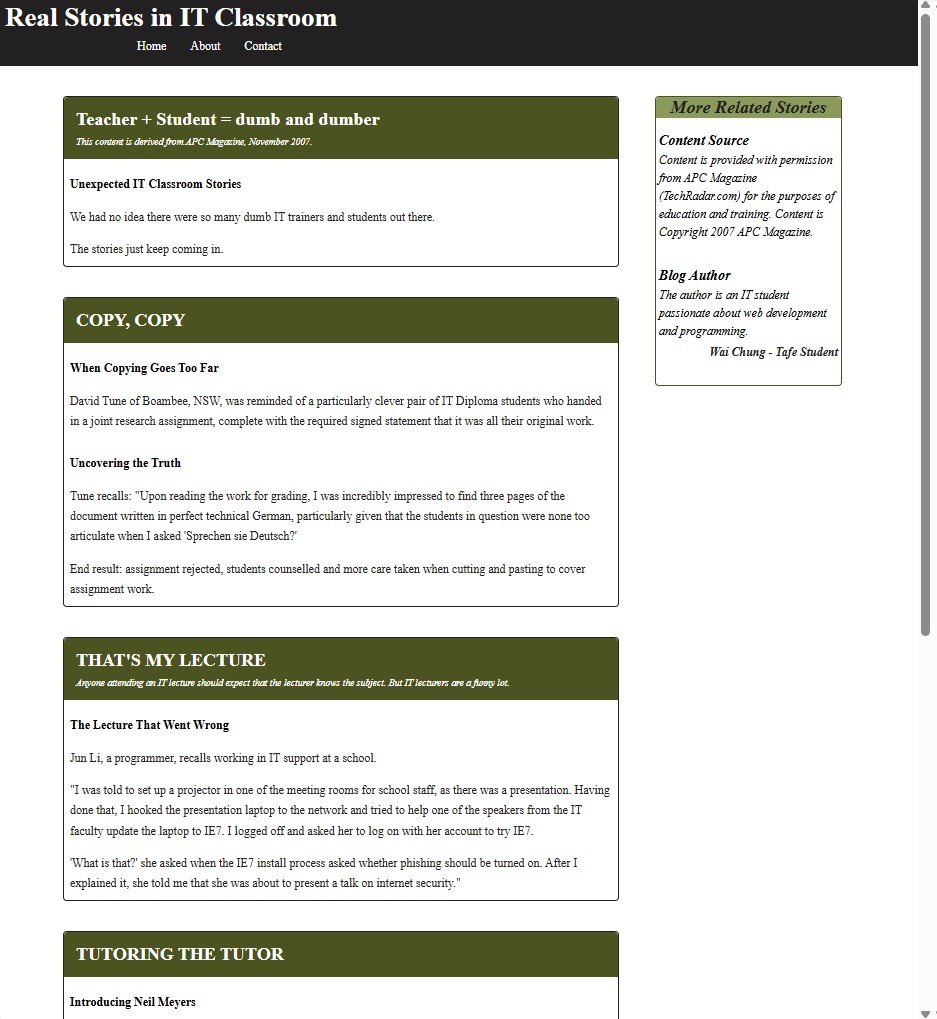 Real Stories in IT Classroom
Home About Contact
Teacher + Student = dumb and dumber
This content is derived from APC Magazine, November 2007.
Unexpected IT Classroom Stories
We had no idea there were so many dumb IT trainers and students out there.
The stories just keep coming in.
COPY, COPY
When Copying Goes Too Far
David Tune of Boambee, NSW, was reminded of a particularly clever pair of IT Diploma students who handed
in a joint research assignment, complete with the required signed statement that it was all their original work.
Uncovering the Truth
Tune recalls: "Upon reading the work for grading, I was incredibly impressed to find three pages of the
document written in perfect technical German, particularly given that the students in question were none too
articulate when I asked 'Sprechen sie Deutsch?'
End result: assignment rejected, students counselled and more care taken when cutting and pasting to cover
assignment work.
THAT'S MY LECTURE
Anyone attending an IT lecture should expect that the lecturer knows the subject. But IT lecturers are a funny lot.
The Lecture That Went Wrong
Jun Li, a programmer, recalls working in IT support at a school.
"I was told to set up a projector in one of the meeting rooms for school staff, as there was a presentation. Having
done that, I hooked the presentation laptop to the network and tried to help one of the speakers from the IT
faculty update the laptop to IE7. I logged off and asked her to log on with her account to try IE7.
'What is that?' she asked when the IE7 install process asked whether phishing should be turned on. After I
explained it, she told me that she was about to present a talk on internet security."
TUTORING THE TUTOR
Introducing Neil Meyers
More Related Stories
Content Source
Content is provided with permission
from APC Magazine
(TechRadar.com) for the purposes of
education and training. Content is
Copyright 2007 APC Magazine.
Blog Author
The author is an IT student
passionate about web development
and programming.
Wai Chung - Tafe Student